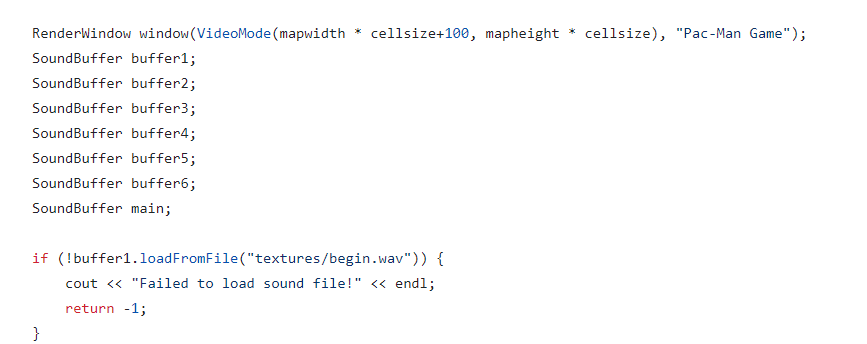 RenderWindow window(VideoMode(mapwidth * cellsize+100, mapheight * cellsize), "Pac-Man Game");
SoundBuffer buffer1;
SoundBuffer buffer2;
SoundBuffer buffer3;
SoundBuffer buffer4;
SoundBuffer buffer5;
SoundBuffer buffer6;
SoundBuffer main;

if (!buffer1.loadFromFile("textures/begin.wav")) {
    cout << "Failed to load sound file!" << endl;
    return -1;
}